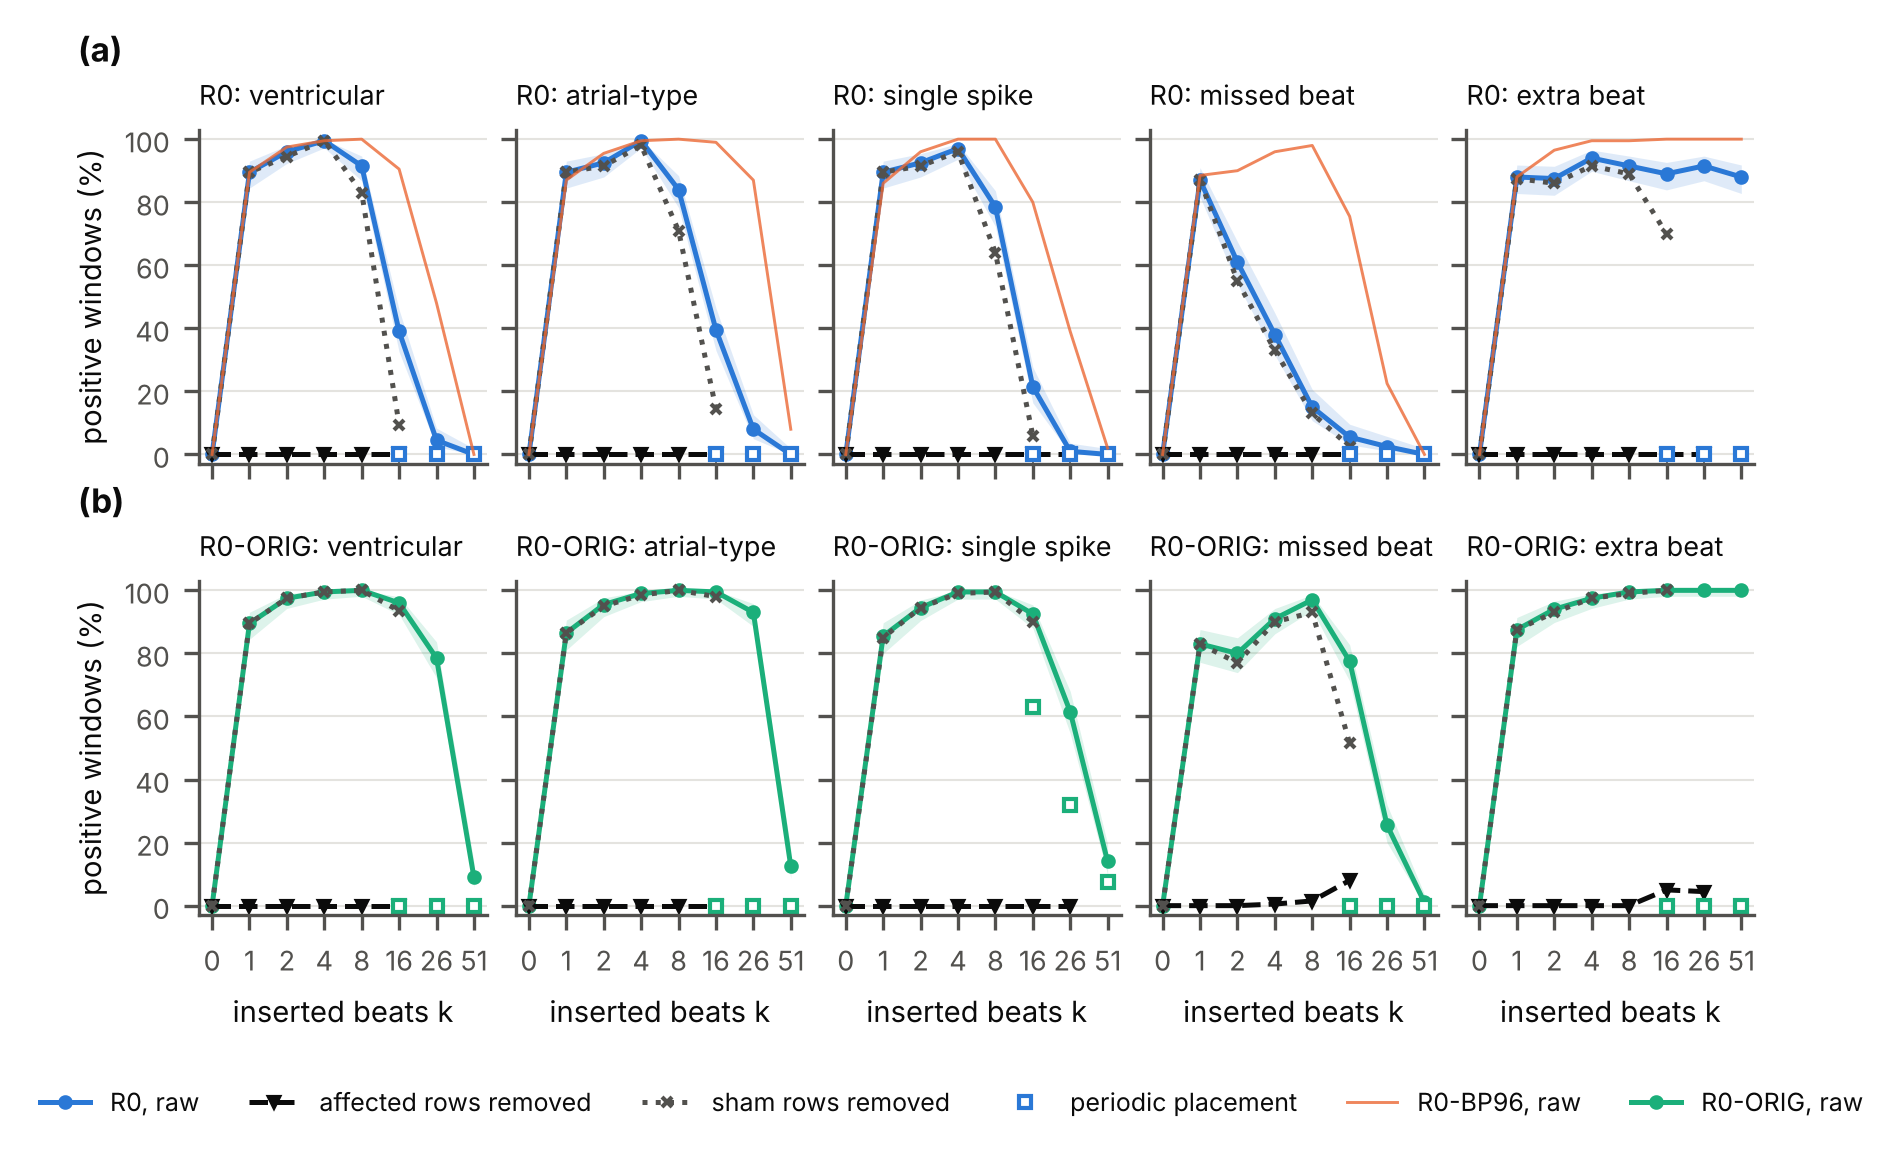 (a)
R0: ventricular
R0: atrial-type
R0: single spike
R0: missed beat
R0: extra beat
positive windows (%)
100
80
60
40
20
0
(b)
R0-ORIG: ventricular
R0-ORIG: atrial-type
R0-ORIG: single spike
R0-ORIG: missed beat
R0-ORIG: extra beat
positive windows (%)
100
80
60
40
20
0
0 1 2 4 8 16 26 51
0 1 2 4 8 16 26 51
0 1 2 4 8 16 26 51
0 1 2 4 8 16 26 51
0 1 2 4 8 16 26 51
inserted beats k
inserted beats k
inserted beats k
inserted beats k
inserted beats k
R0, raw
affected rows removed
sham rows removed
periodic placement
R0-BP96, raw
R0-ORIG, raw